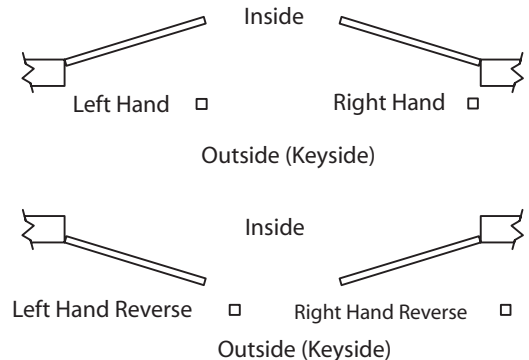 Inside
Left Hand
Right Hand
Outside (Keyside)
Inside
Left Hand Reverse
Right Hand Reverse
Outside (Keyside)